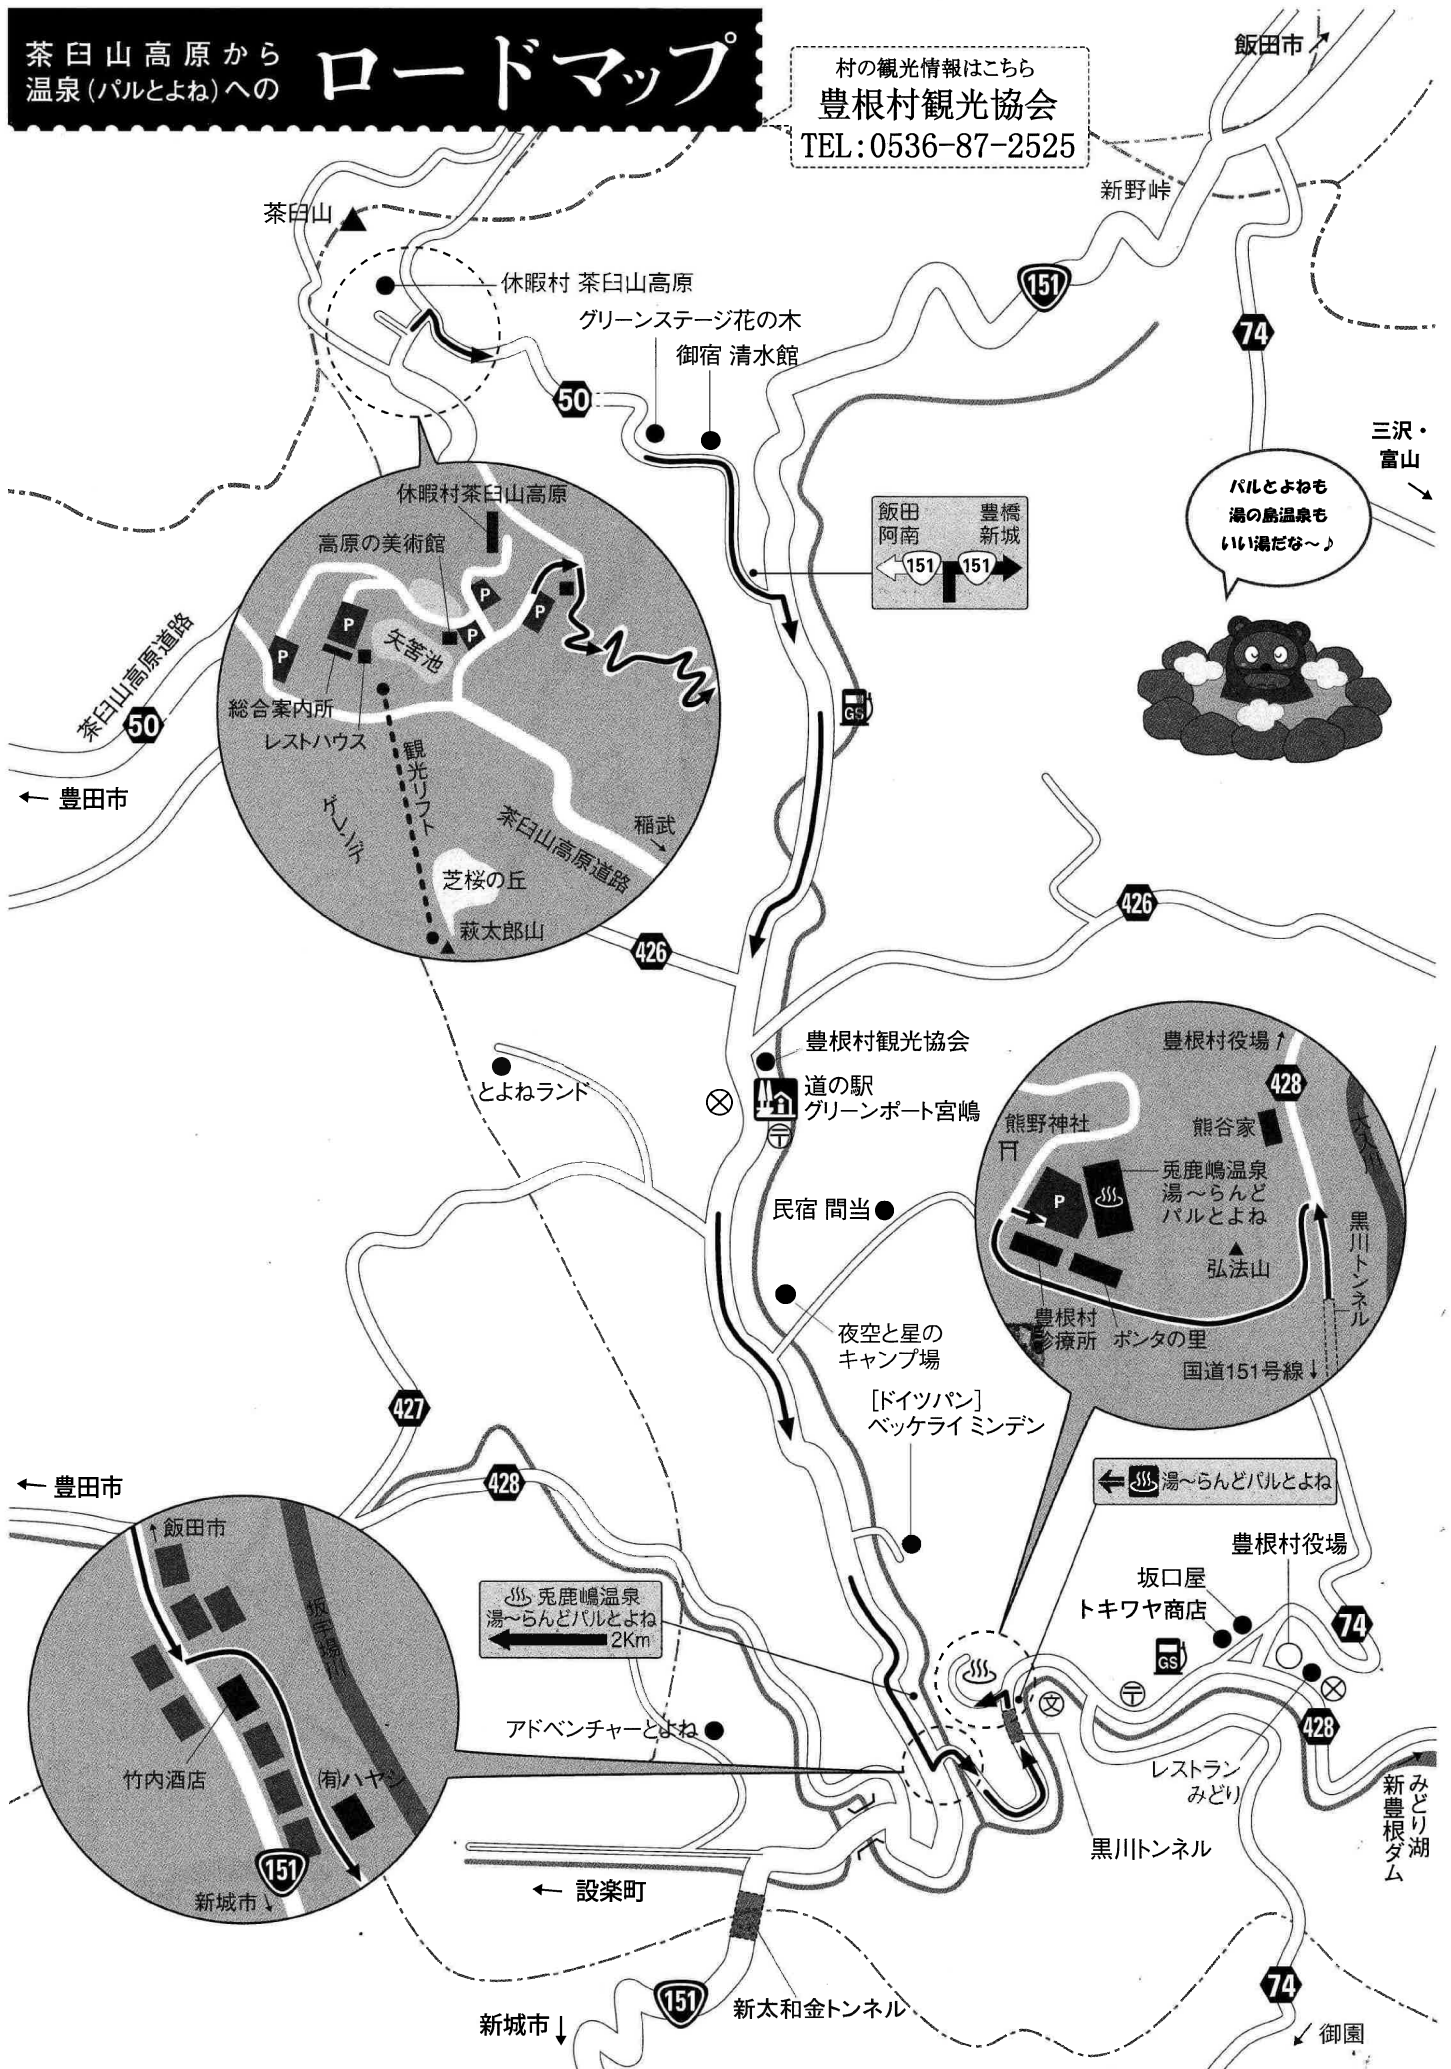 茶臼山高原から
温泉(パルとよね)への
ロードマップ
村の観光情報はこちら
豊根村観光協会
TEL:0536-87-2525
飯田市
新野峠
茶臼山
休暇村 茶臼山高原
151
グリーンステージ花の木
74
御宿 清水館
50
三沢・
富山
パルとよねも
湯の島温泉も
いい湯だな～♪
休暇村茶臼山高原
高原の美術館
P
P
P
P
P
矢筈池
総合案内所
レストハウス
観光リフト
ゲレンデ
茶臼山高原道路
稲武
芝桜の丘
萩太郎山
飯田
阿南
豊橋
新城
151
151
茶臼山高原道路
50
豊田市
GS
426
426
豊根村観光協会
道の駅
グリーンポート宮嶋
とよねランド
民宿 間当
夜空と星の
キャンプ場
豊根村役場
428
熊野神社
熊谷家
大入川
兎鹿嶋温泉
湯～らんど
パルとよね
P
弘法山
黒川トンネル
豊根村
診療所
ポンタの里
国道151号線
[ドイツパン]
ベッケライ ミンデン
427
428
豊田市
湯～らんどパルとよね
飯田市
坂宇場川
竹内酒店
(有)ハヤシ
151
新城市
兎鹿嶋温泉
湯～らんどパルとよね
2Km
豊根村役場
坂口屋
トキワヤ商店
74
GS
文
428
アドベンチャーとよね
レストラン
みどり
みどり湖
新豊根ダム
黒川トンネル
設楽町
151
新太和金トンネル
新城市
74
御園